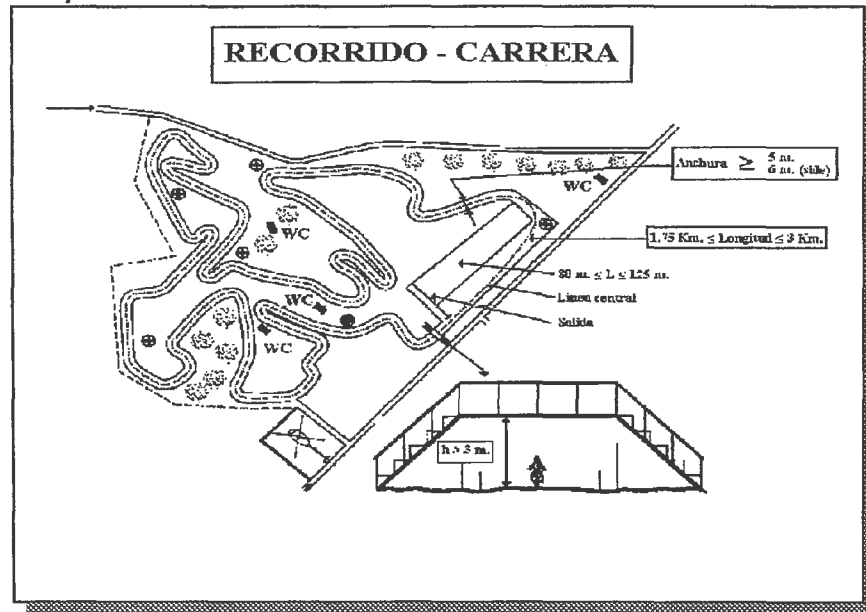 RECORRIDO - CARRERA
Anchura ≥ 5 m.
6 m. (side)
WC
1.75 Km. ≤ Longitud ≤ 3 Km.
WC
80 m. ≤ L ≤ 125 m.
WC
Línea central
Salida
WC
h > 3 m.